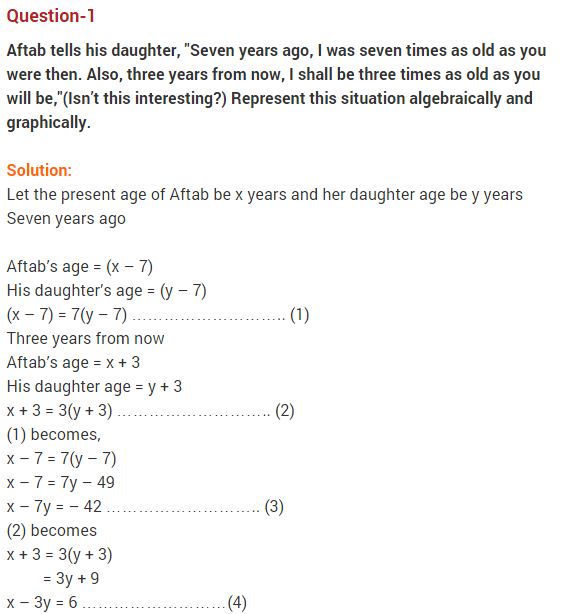 Question-1
Aftab tells his daughter, "Seven years ago, I was seven times as old as you
were then. Also, three years from now, I shall be three times as old as you
will be,"(Isn't this interesting?) Represent this situation algebraically and
graphically.
Solution:
Let the present age of Aftab be x years and her daughter age be y years
Seven years ago
Aftab's age = (x – 7)
His daughter's age = (y – 7)
(x – 7) = 7(y – 7) ………………………….. (1)
Three years from now
Aftab's age = x + 3
His daughter age = y + 3
x + 3 = 3(y + 3) ………………………….. (2)
(1) becomes,
x – 7 = 7(y – 7)
x – 7 = 7y – 49
x – 7y = – 42 ………………………….. (3)
(2) becomes
x + 3 = 3(y + 3)
= 3y + 9
x – 3y = 6 ……………………….(4)